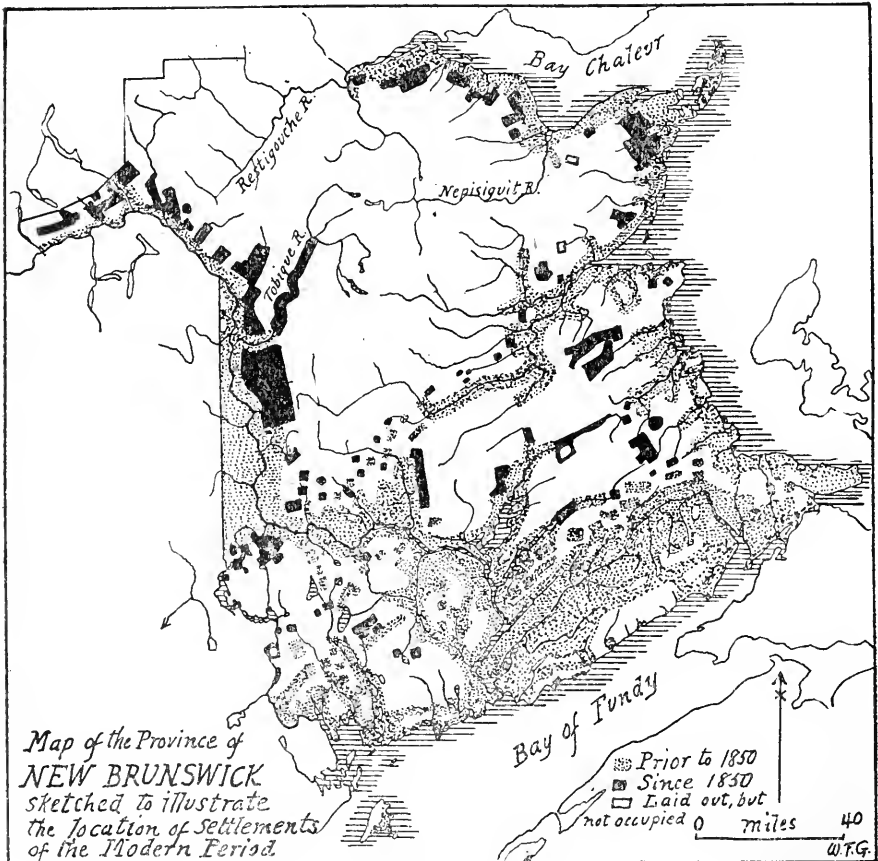 Bay Chaleur
Restigouche R.
Nepisiguit R.
Tobique R.
Bay of Fundy
Map of the Province of
NEW BRUNSWICK
sketched to illustrate
the location of Settlements
of the Modern Period
Prior to 1850
Since 1850
Laid out, but
not occupied
0 miles 40
W.F.G.